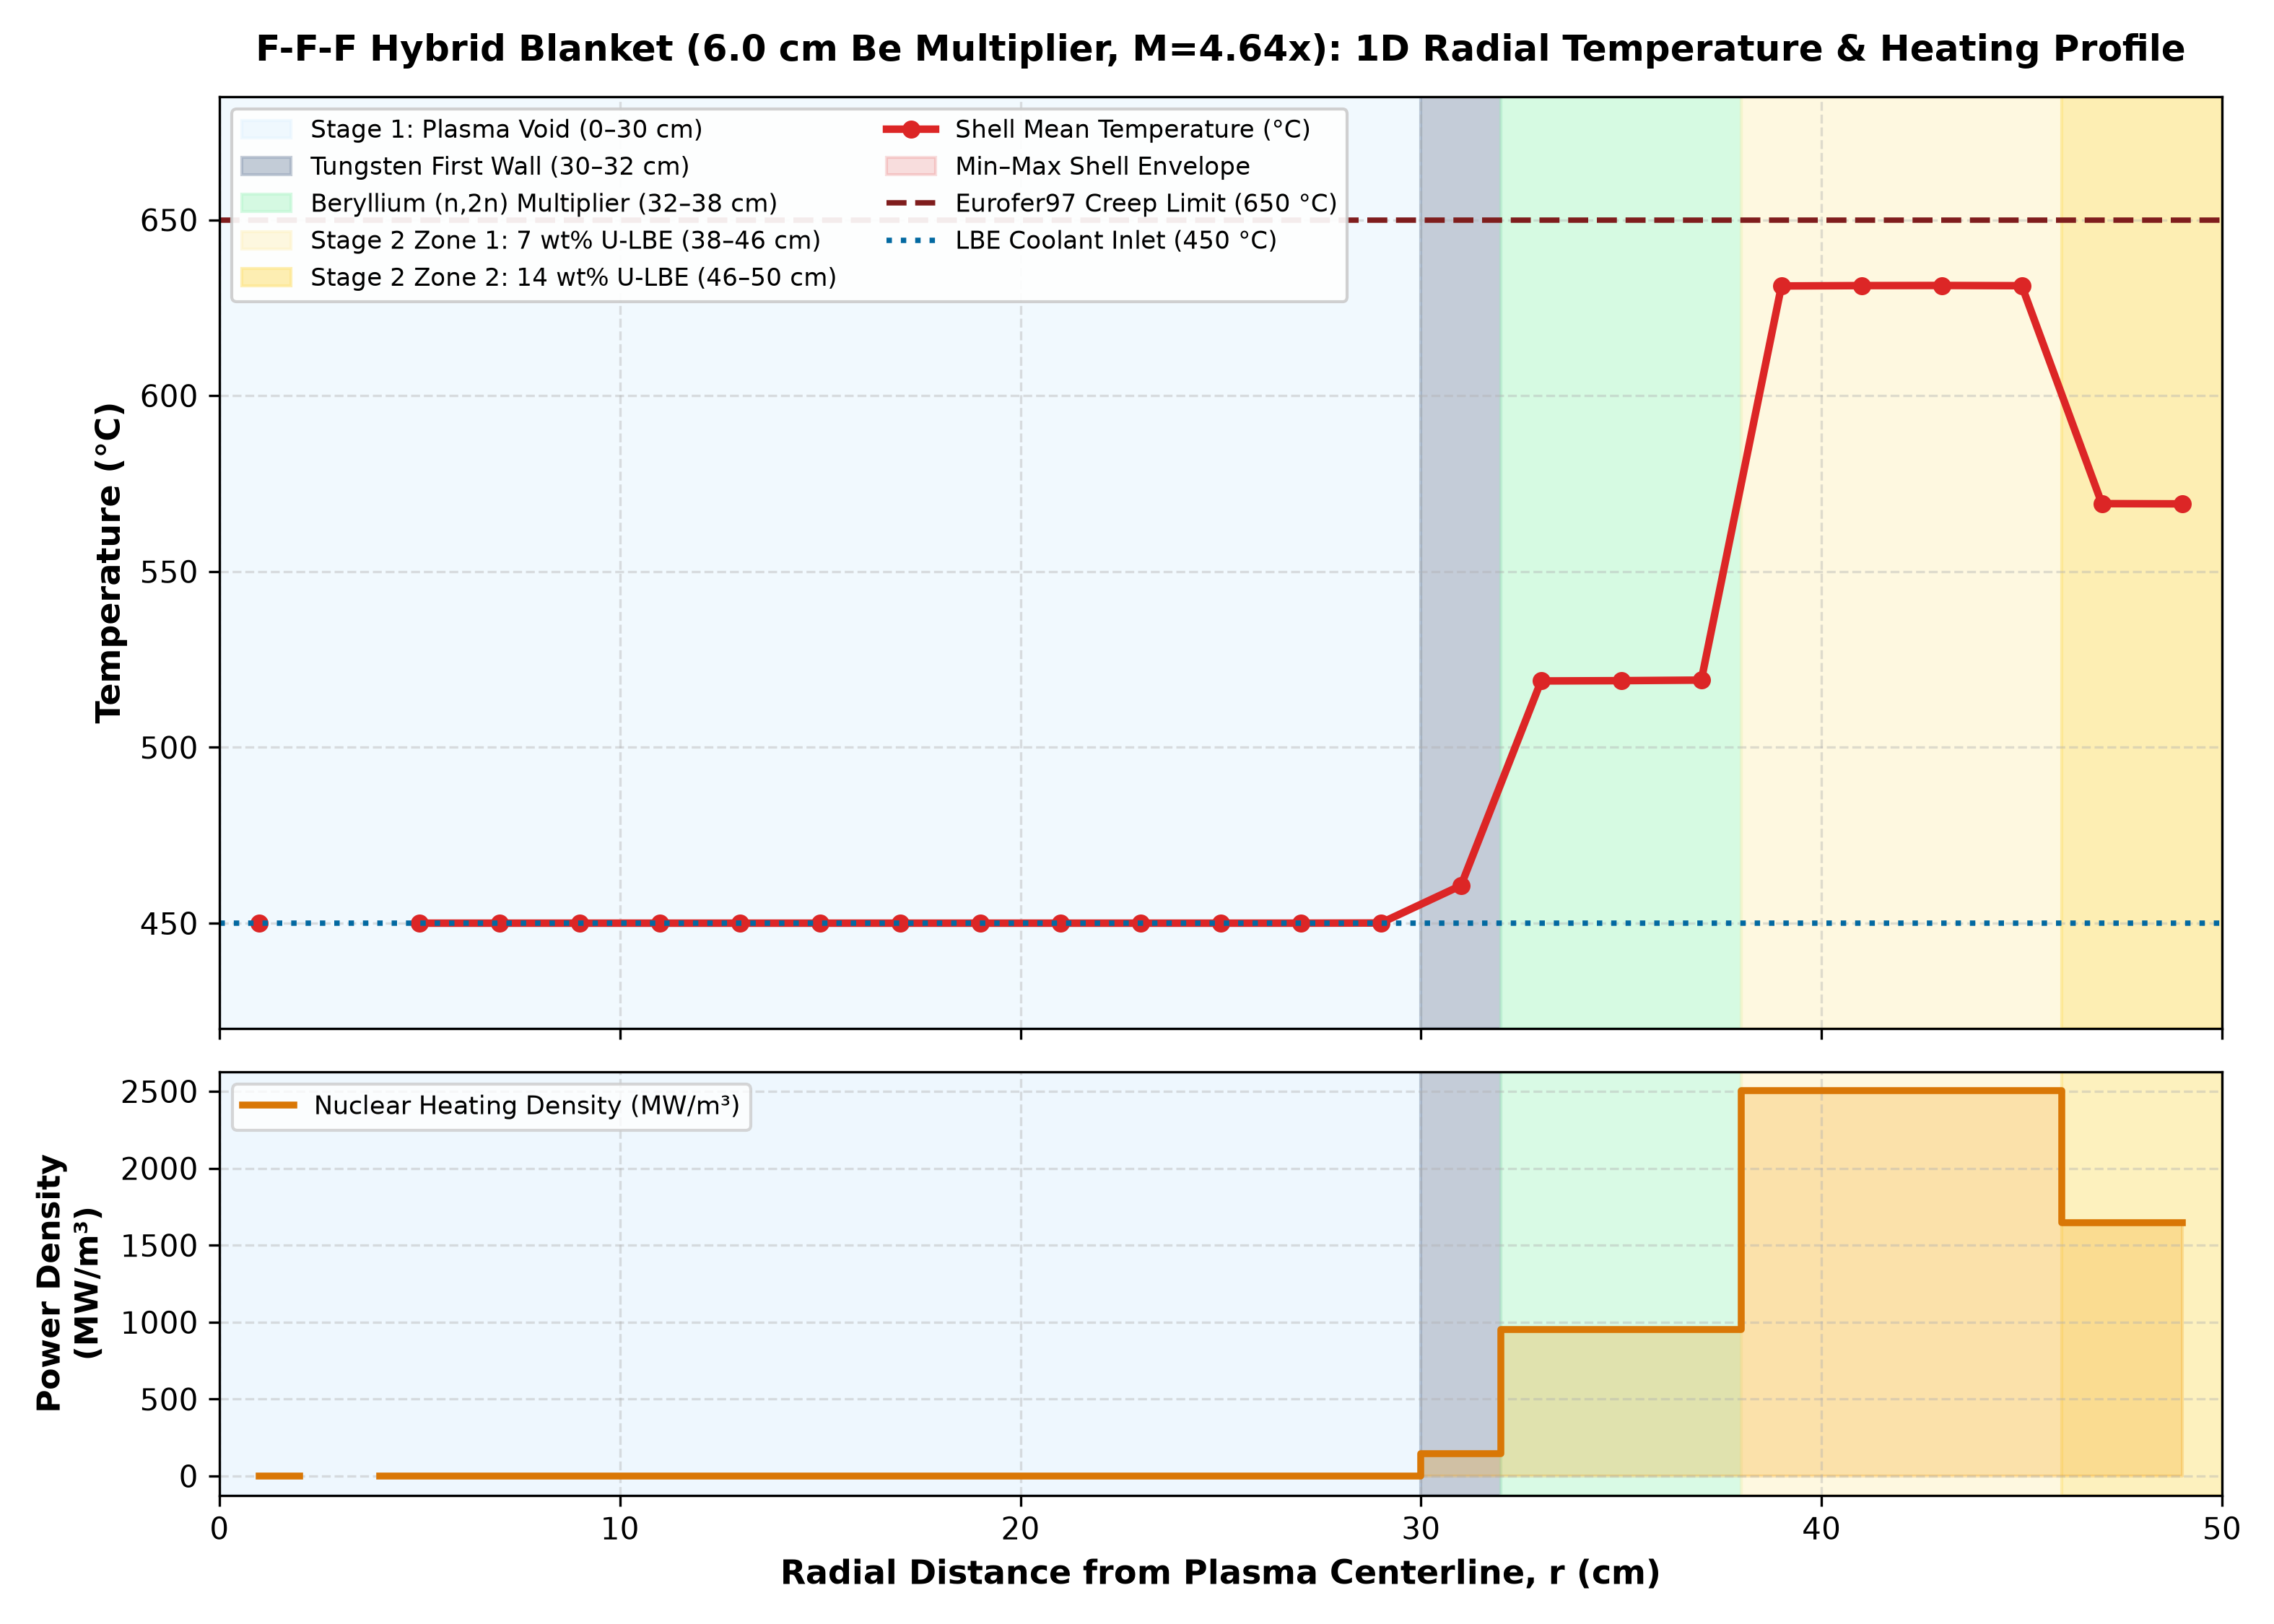 F-F-F Hybrid Blanket (6.0 cm Be Multiplier, M=4.64x): 1D Radial Temperature & Heating Profile
Stage 1: Plasma Void (0–30 cm)
Tungsten First Wall (30–32 cm)
Beryllium (n,2n) Multiplier (32–38 cm)
Stage 2 Zone 1: 7 wt% U-LBE (38–46 cm)
Stage 2 Zone 2: 14 wt% U-LBE (46–50 cm)
Shell Mean Temperature (°C)
Min–Max Shell Envelope
Eurofer97 Creep Limit (650 °C)
LBE Coolant Inlet (450 °C)
Temperature (°C)
650
600
550
500
450
Nuclear Heating Density (MW/m³)
Power Density
(MW/m³)
2500
2000
1500
1000
500
0
0
10
20
30
40
50
Radial Distance from Plasma Centerline, r (cm)